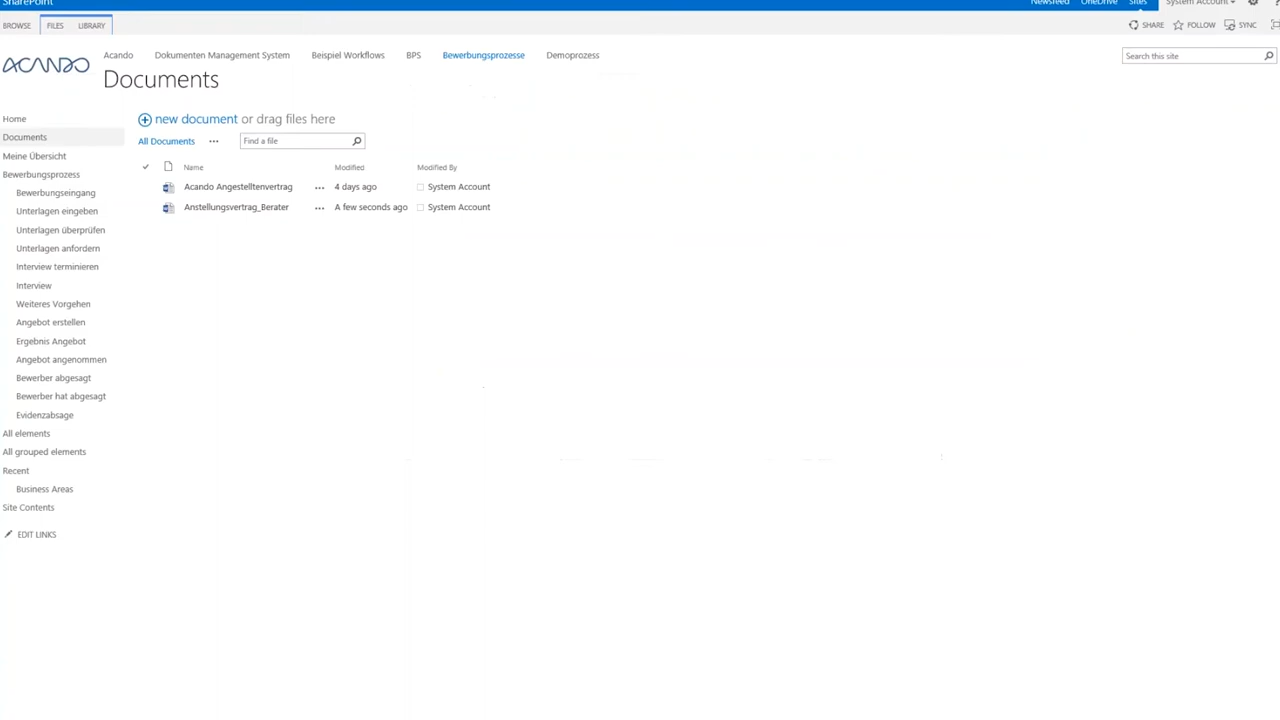 SharePoint
Newsfeed OneDrive Sites System Account ?
BROWSE FILES LIBRARY
SHARE FOLLOW SYNC
ACANDO
Acando Dokumenten Management System Beispiel Workflows BPS Bewerbungsprozesse Demoprozess
Search this site
Documents
Home
Documents
Meine Übersicht
Bewerbungsprozess
Bewerbungseingang
Unterlagen eingeben
Unterlagen überprüfen
Unterlagen anfordern
Interview terminieren
Interview
Weiteres Vorgehen
Angebot erstellen
Ergebnis Angebot
Angebot angenommen
Bewerber abgesagt
Bewerber hat abgesagt
Evidenzabsage
All elements
All grouped elements
Recent
Business Areas
Site Contents
EDIT LINKS
new document or drag files here
All Documents ... Find a file
Name Modified Modified By
Acando Angestelltenvertrag ... 4 days ago System Account
Anstellungsvertrag_Berater ... A few seconds ago System Account